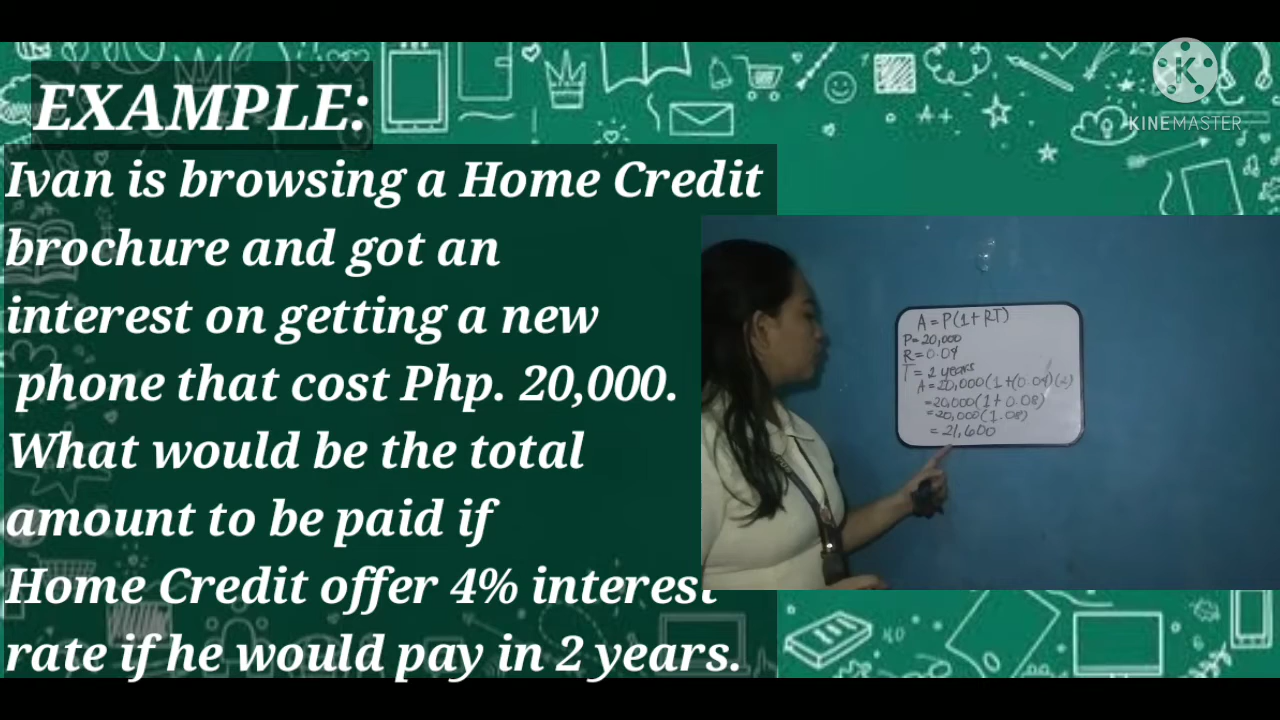 EXAMPLE:
Ivan is browsing a Home Credit
brochure and got an
interest on getting a new
phone that cost Php. 20,000.
What would be the total
amount to be paid if
Home Credit offer 4% interest
rate if he would pay in 2 years.
KINEMASTER
A = P(1+RT)
P= 20,000
R = 0.04
T = 2 years
A = 20,000(1+(0.04)(2)
=20,000(1+0.08)
=20,000(1.08)
= 21,600